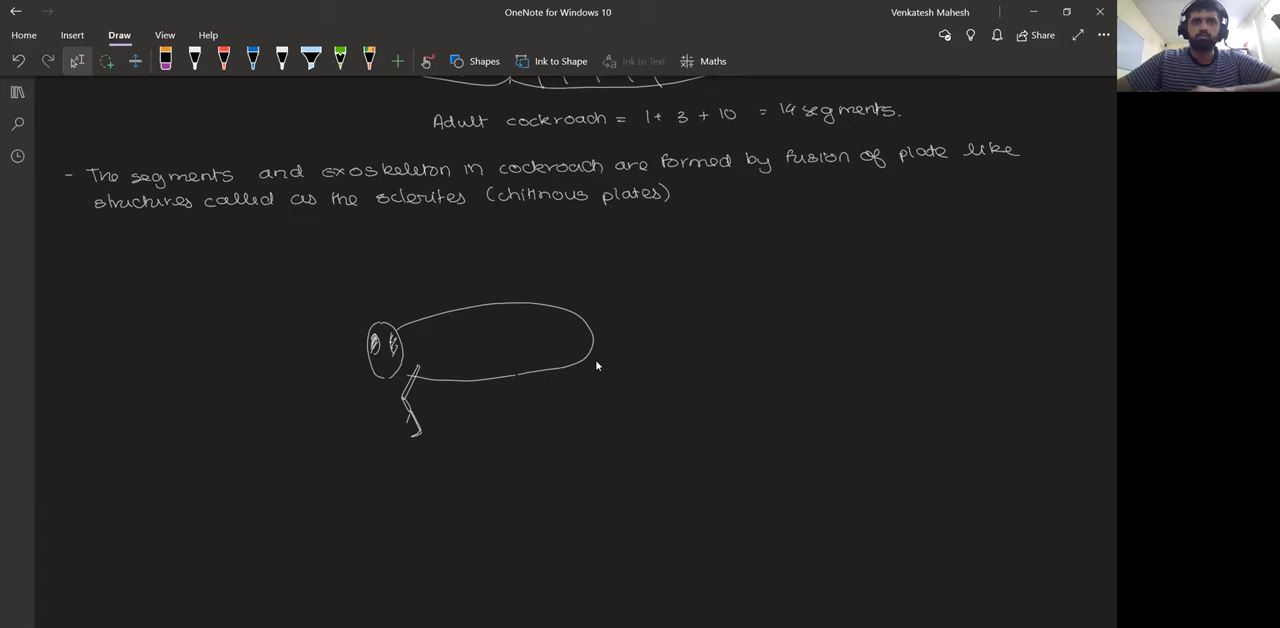 OneNote for Windows 10
Venkatesh Mahesh
Home Insert Draw View Help
Share
Shapes Ink to Shape Ink to Text Maths
Adult cockroach = 1+ 3 + 10 = 14 segments.
- The segments and exoskeleton in cockroach are formed by fusion of plate like
structures called as the sclerites (chitinous plates)